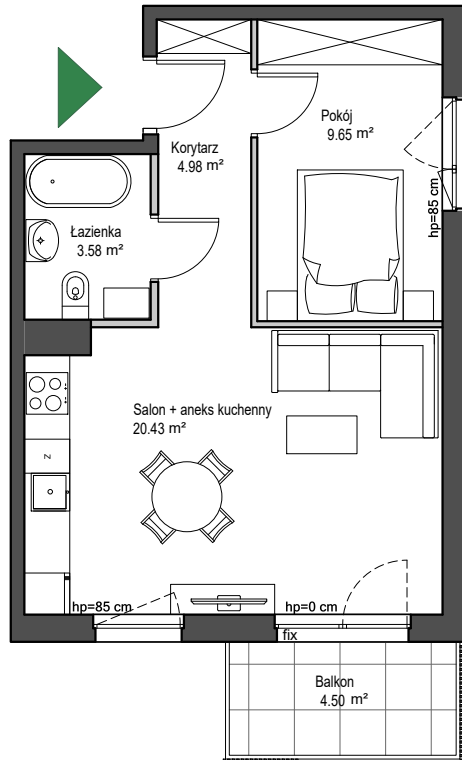 Pokój
9.65 m²
Korytarz
4.98 m²
hp=85 cm
Łazienka
3.58 m²
Salon + aneks kuchenny
20.43 m²
Z
hp=85 cm
hp=0 cm
fix
Balkon
4.50 m²